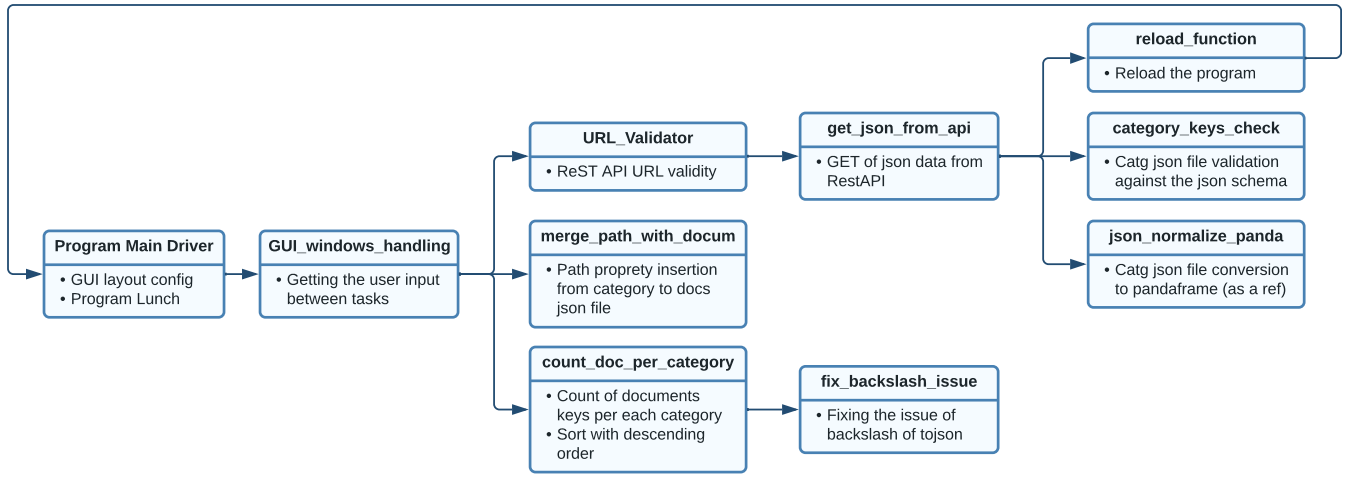 reload_function
• Reload the program
URL_Validator
• ReST API URL validity
get_json_from_api
• GET of json data from
RestAPI
category_keys_check
• Catg json file validation
against the json schema
Program Main Driver
• GUI layout config
• Program Lunch
GUI_windows_handling
• Getting the user input
between tasks
merge_path_with_docum
• Path proprety insertion
from category to docs
json file
json_normalize_panda
• Catg json file conversion
to pandaframe (as a ref)
count_doc_per_category
• Count of documents
keys per each category
• Sort with descending
order
fix_backslash_issue
• Fixing the issue of
backslash of tojson